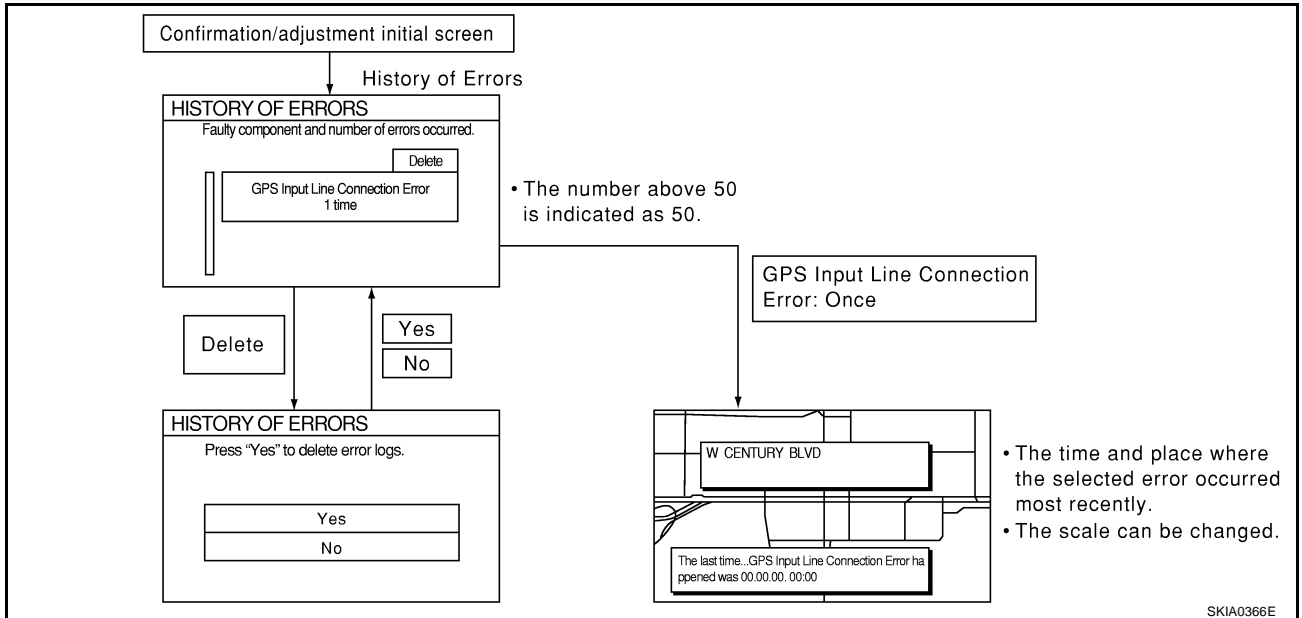 Confirmation/adjustment initial screen
History of Errors
HISTORY OF ERRORS
Faulty component and number of errors occurred.
Delete
GPS Input Line Connection Error
1 time
• The number above 50
is indicated as 50.
GPS Input Line Connection
Error: Once
Delete
Yes
No
HISTORY OF ERRORS
Press “Yes” to delete error logs.
Yes
No
W CENTURY BLVD
The last time...GPS Input Line Connection Error ha
ppened was 00.00.00. 00:00
• The time and place where
the selected error occurred
most recently.
• The scale can be changed.
SKIA0366E